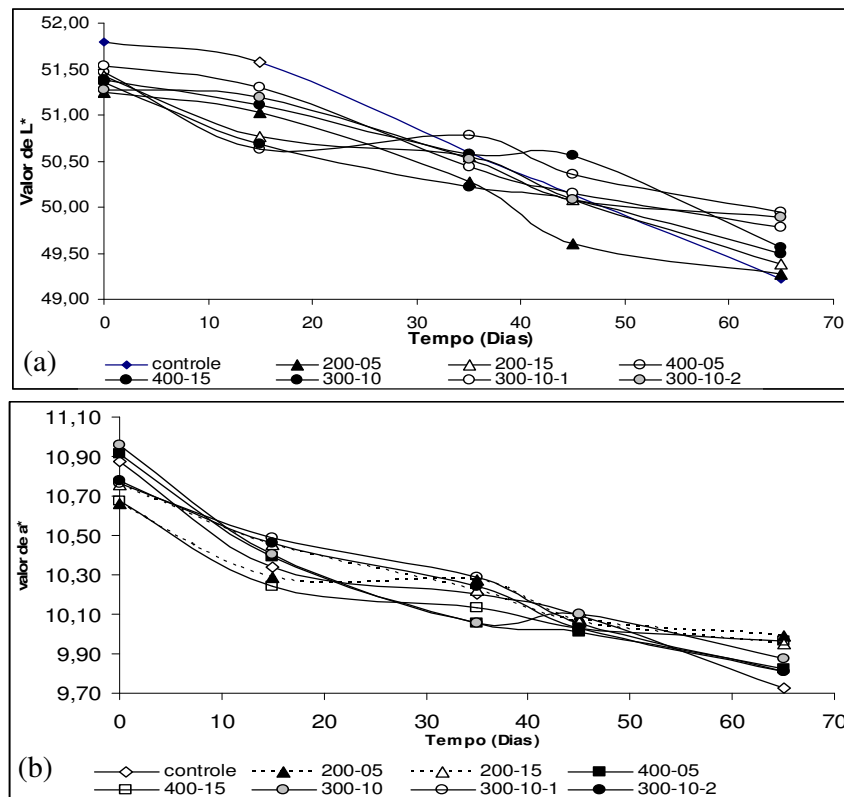 52,00
51,50
51,00
50,50
50,00
49,50
49,00
Valor de L*
0 10 20 30 40 50 60 70
Tempo (Dias)
(a)
controle 200-05 200-15 400-05
400-15 300-10 300-10-1 300-10-2
11,10
10,90
10,70
10,50
10,30
10,10
9,90
9,70
valor de a*
0 10 20 30 40 50 60 70
Tempo (Dias)
(b)
controle 200-05 200-15 400-05
400-15 300-10 300-10-1 300-10-2